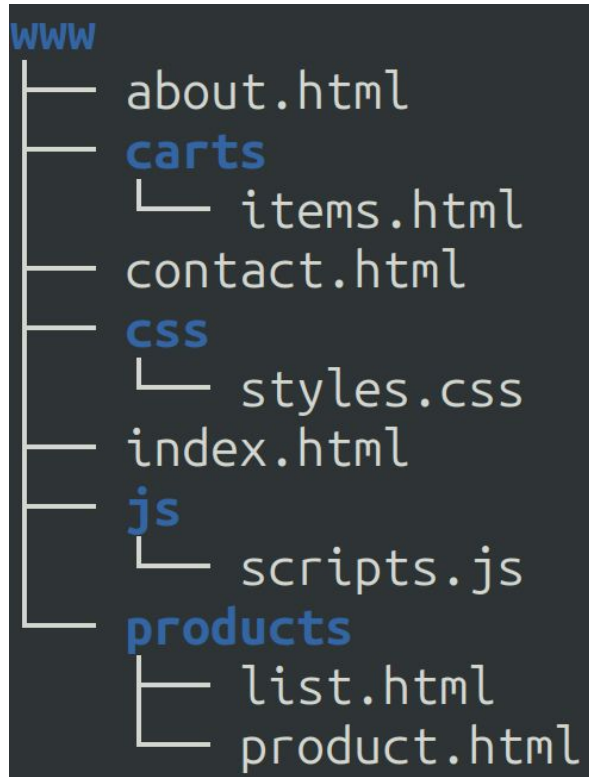 www
about.html
carts
items.html
contact.html
css
styles.css
index.html
js
scripts.js
products
list.html
product.html